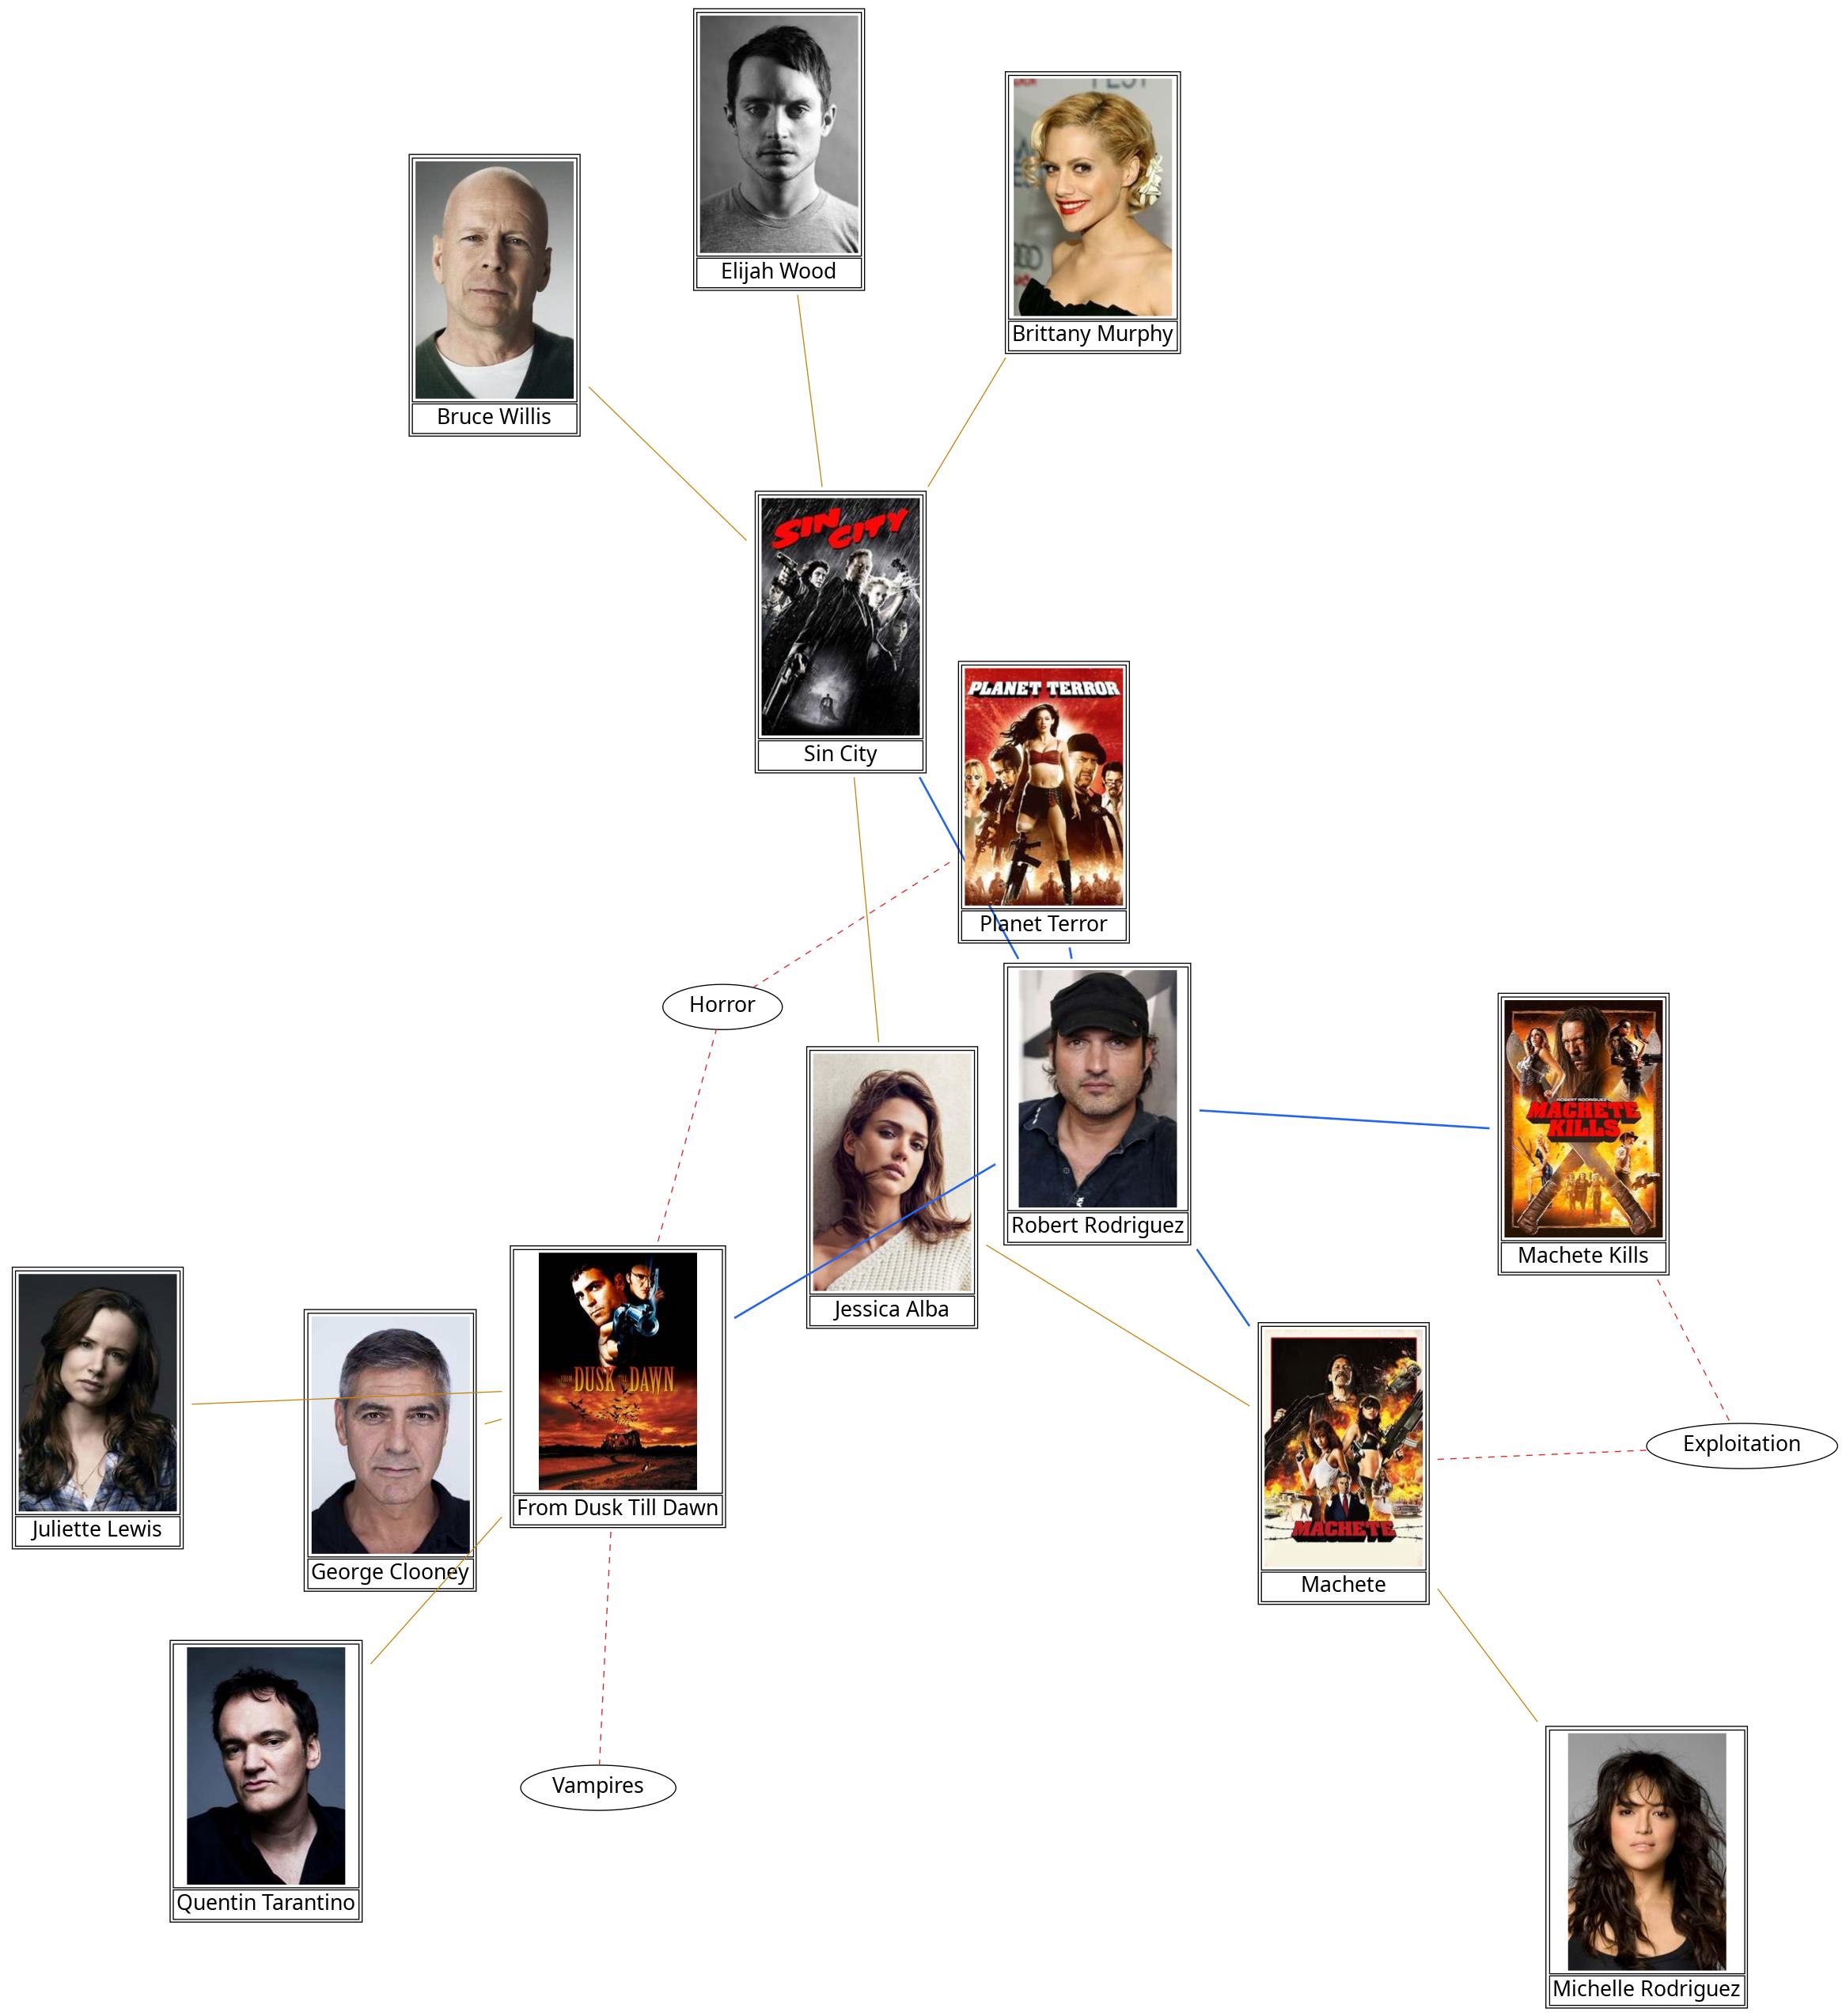 Elijah Wood
Brittany Murphy
Bruce Willis
SIN CITY
Sin City
PLANET TERROR
Planet Terror
Horror
Robert Rodriguez
ROBERT RODRIGUEZ
MACHETE
KILLS
Machete Kills
Jessica Alba
FROM DUSK TILL DAWN
From Dusk Till Dawn
Juliette Lewis
George Clooney
MACHETE
Machete
Exploitation
Vampires
Quentin Tarantino
Michelle Rodriguez